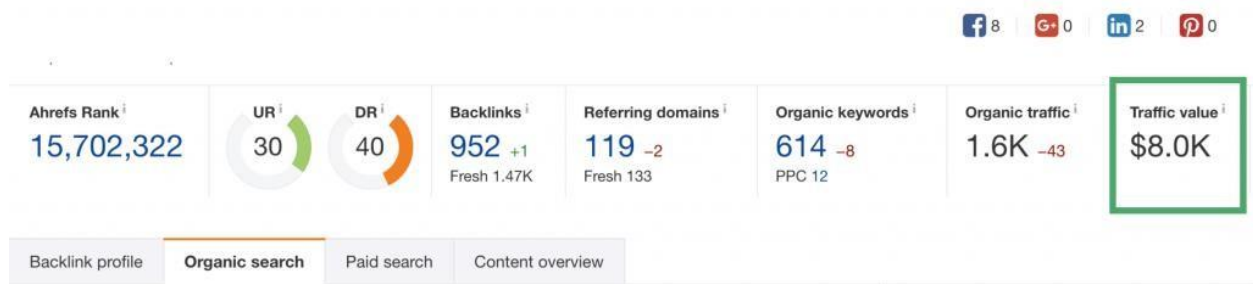 8 G+ 0 in 2 0
Ahrefs Rank i UR i DR i Backlinks i Referring domains i Organic keywords i Organic traffic i Traffic value i
15,702,322 30 40 952 +1 119 –2 614 –8 1.6K –43 $8.0K
Fresh 1.47K Fresh 133 PPC 12
Backlink profile Organic search Paid search Content overview